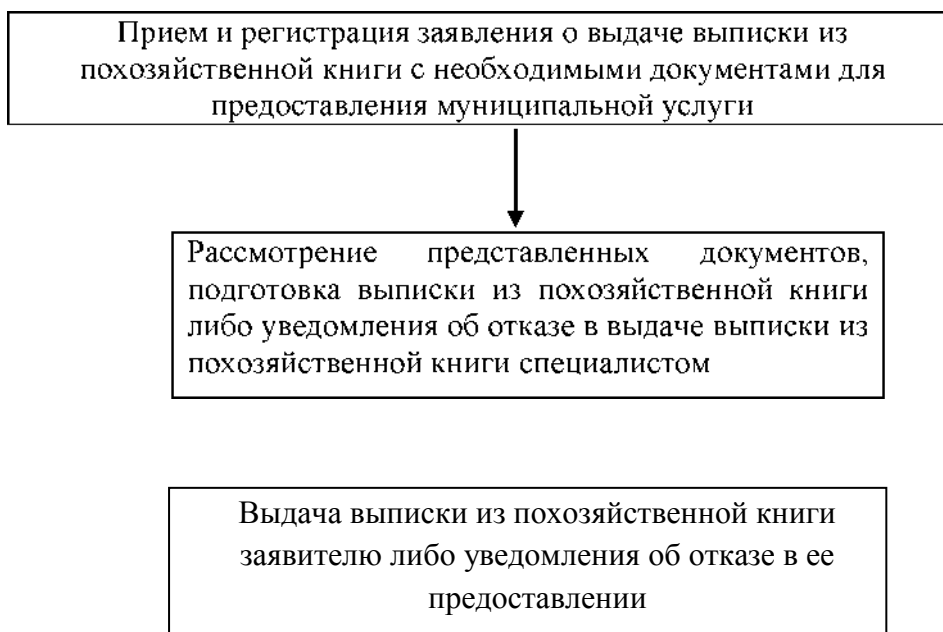 Прием и регистрация заявления о выдаче выписки из
похозяйственной книги с необходимыми документами для
предоставления муниципальной услуги
Рассмотрение представленных документов,
подготовка выписки из похозяйственной книги
либо уведомления об отказе в выдаче выписки из
похозяйственной книги специалистом
Выдача выписки из похозяйственной книги
заявителю либо уведомления об отказе в ее
предоставлении